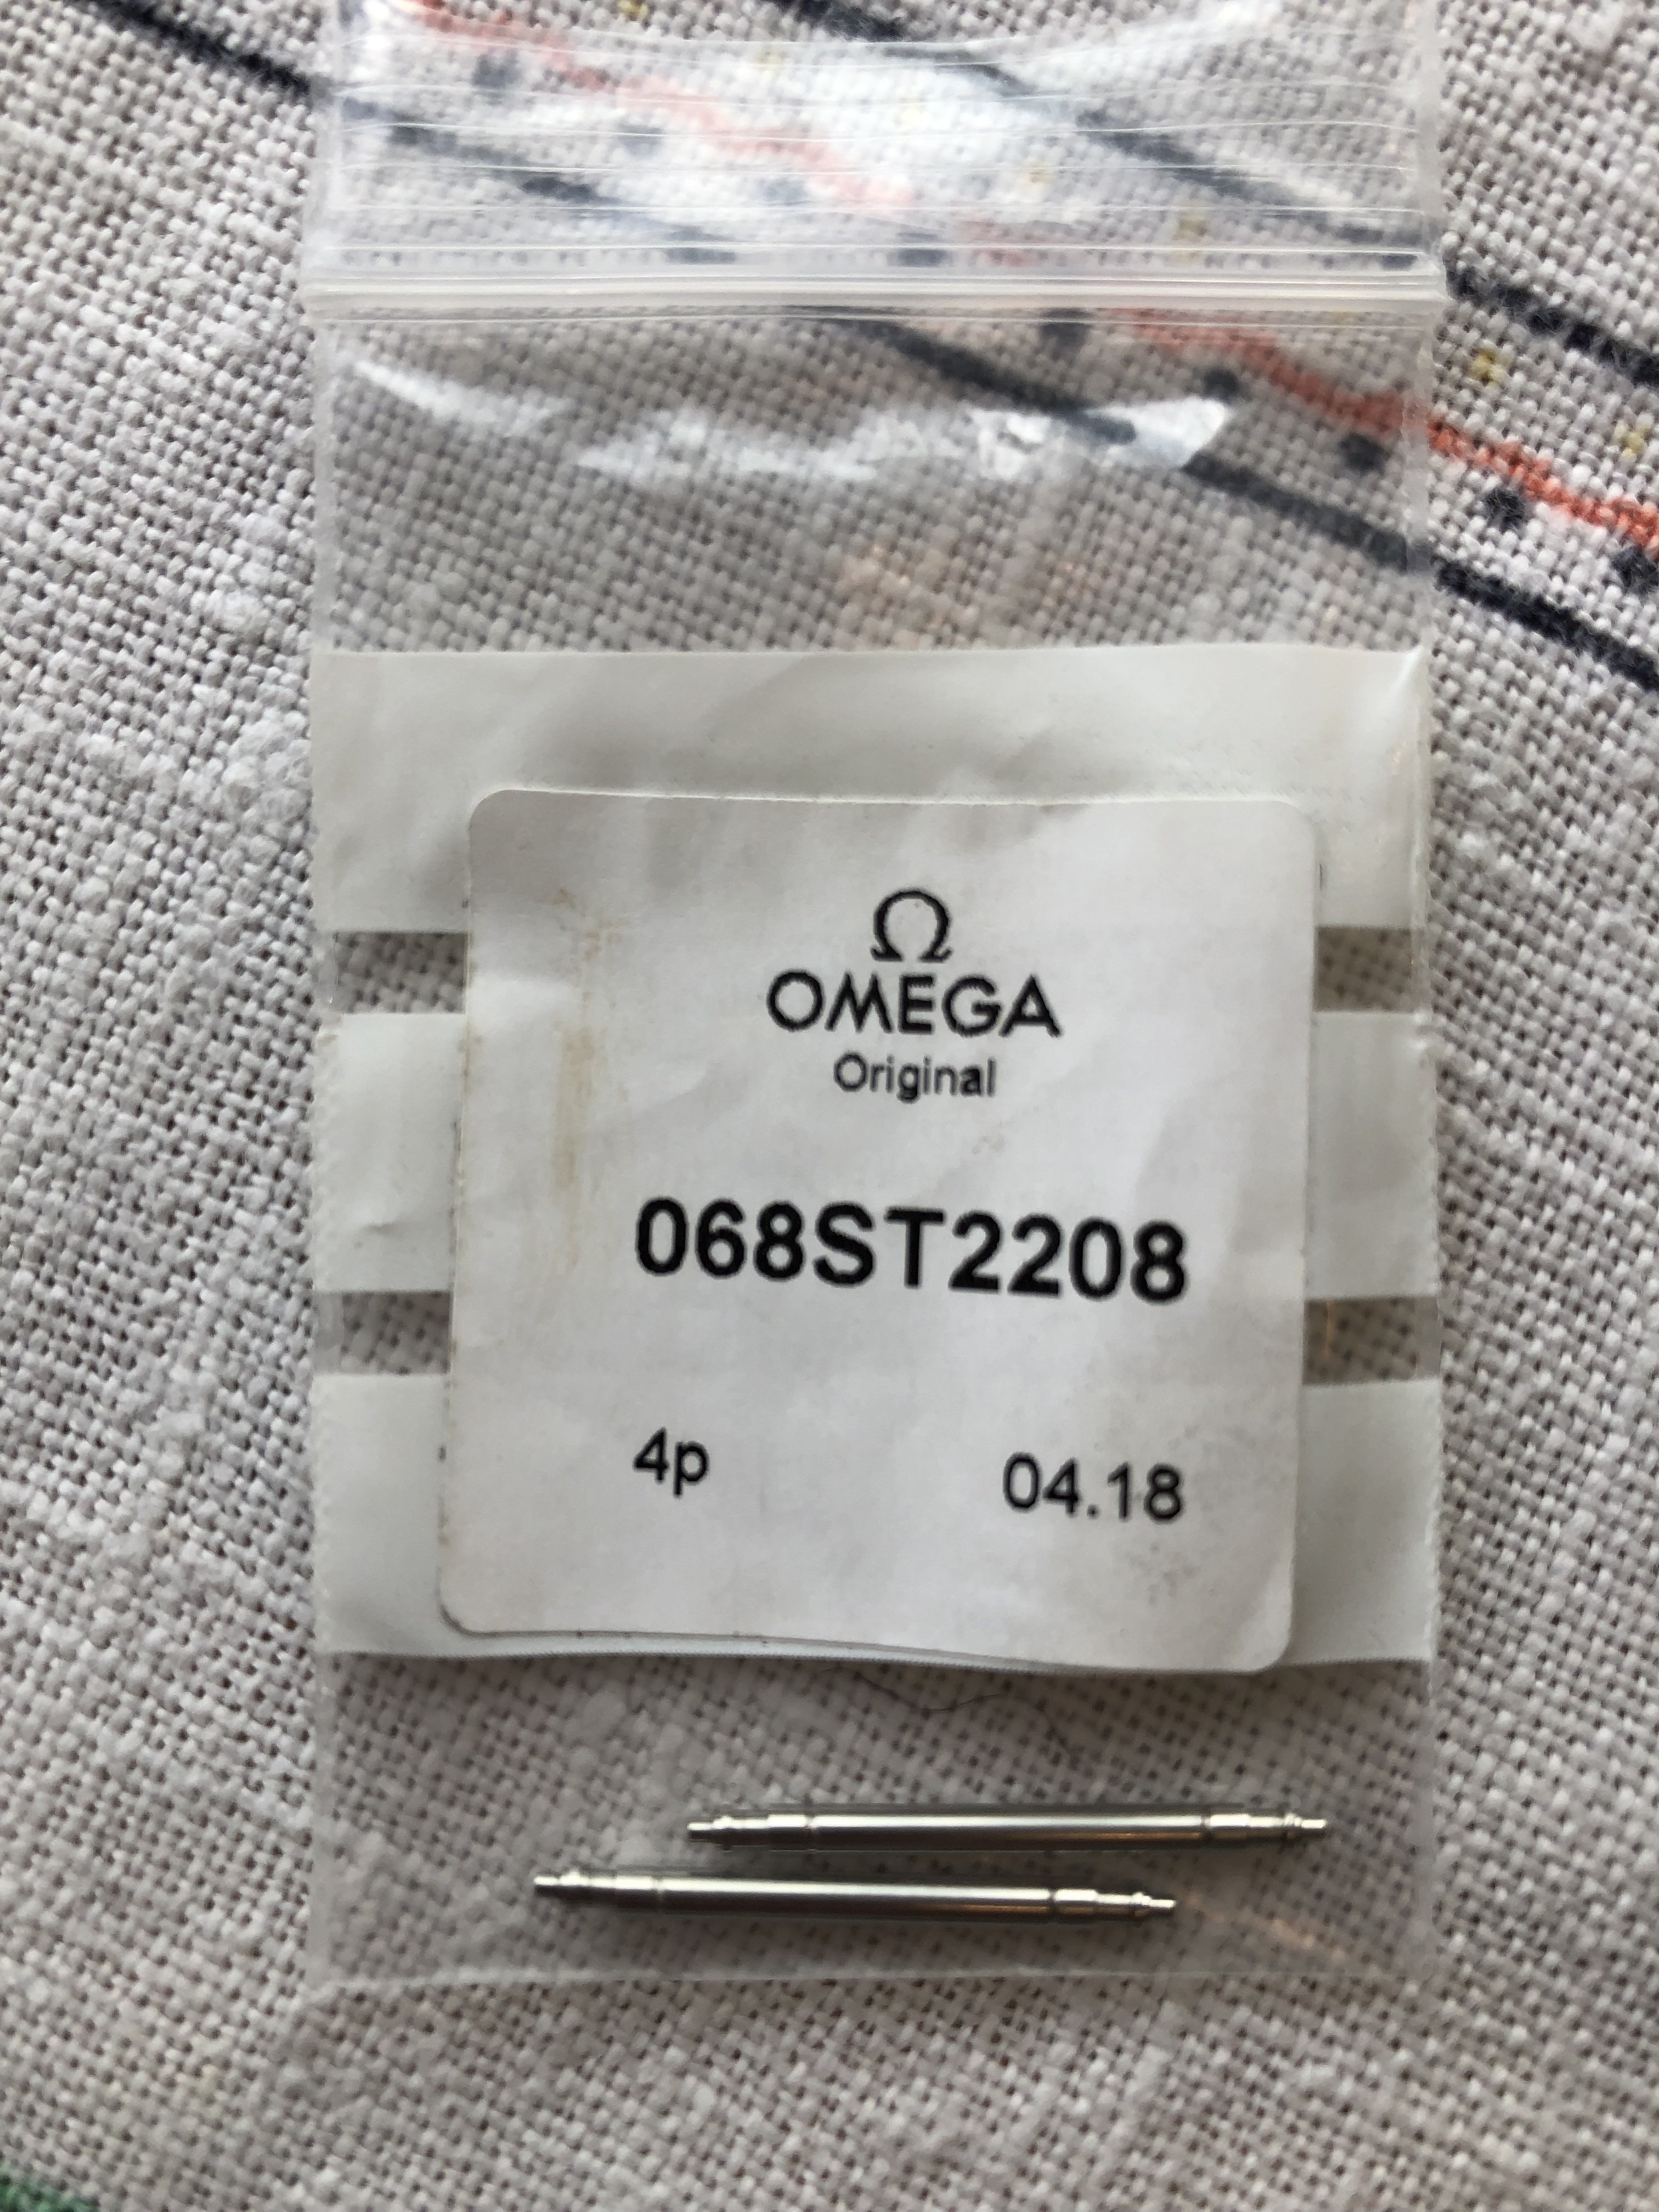 Ω
OMEGA
Original
068ST2208
4p 04.18